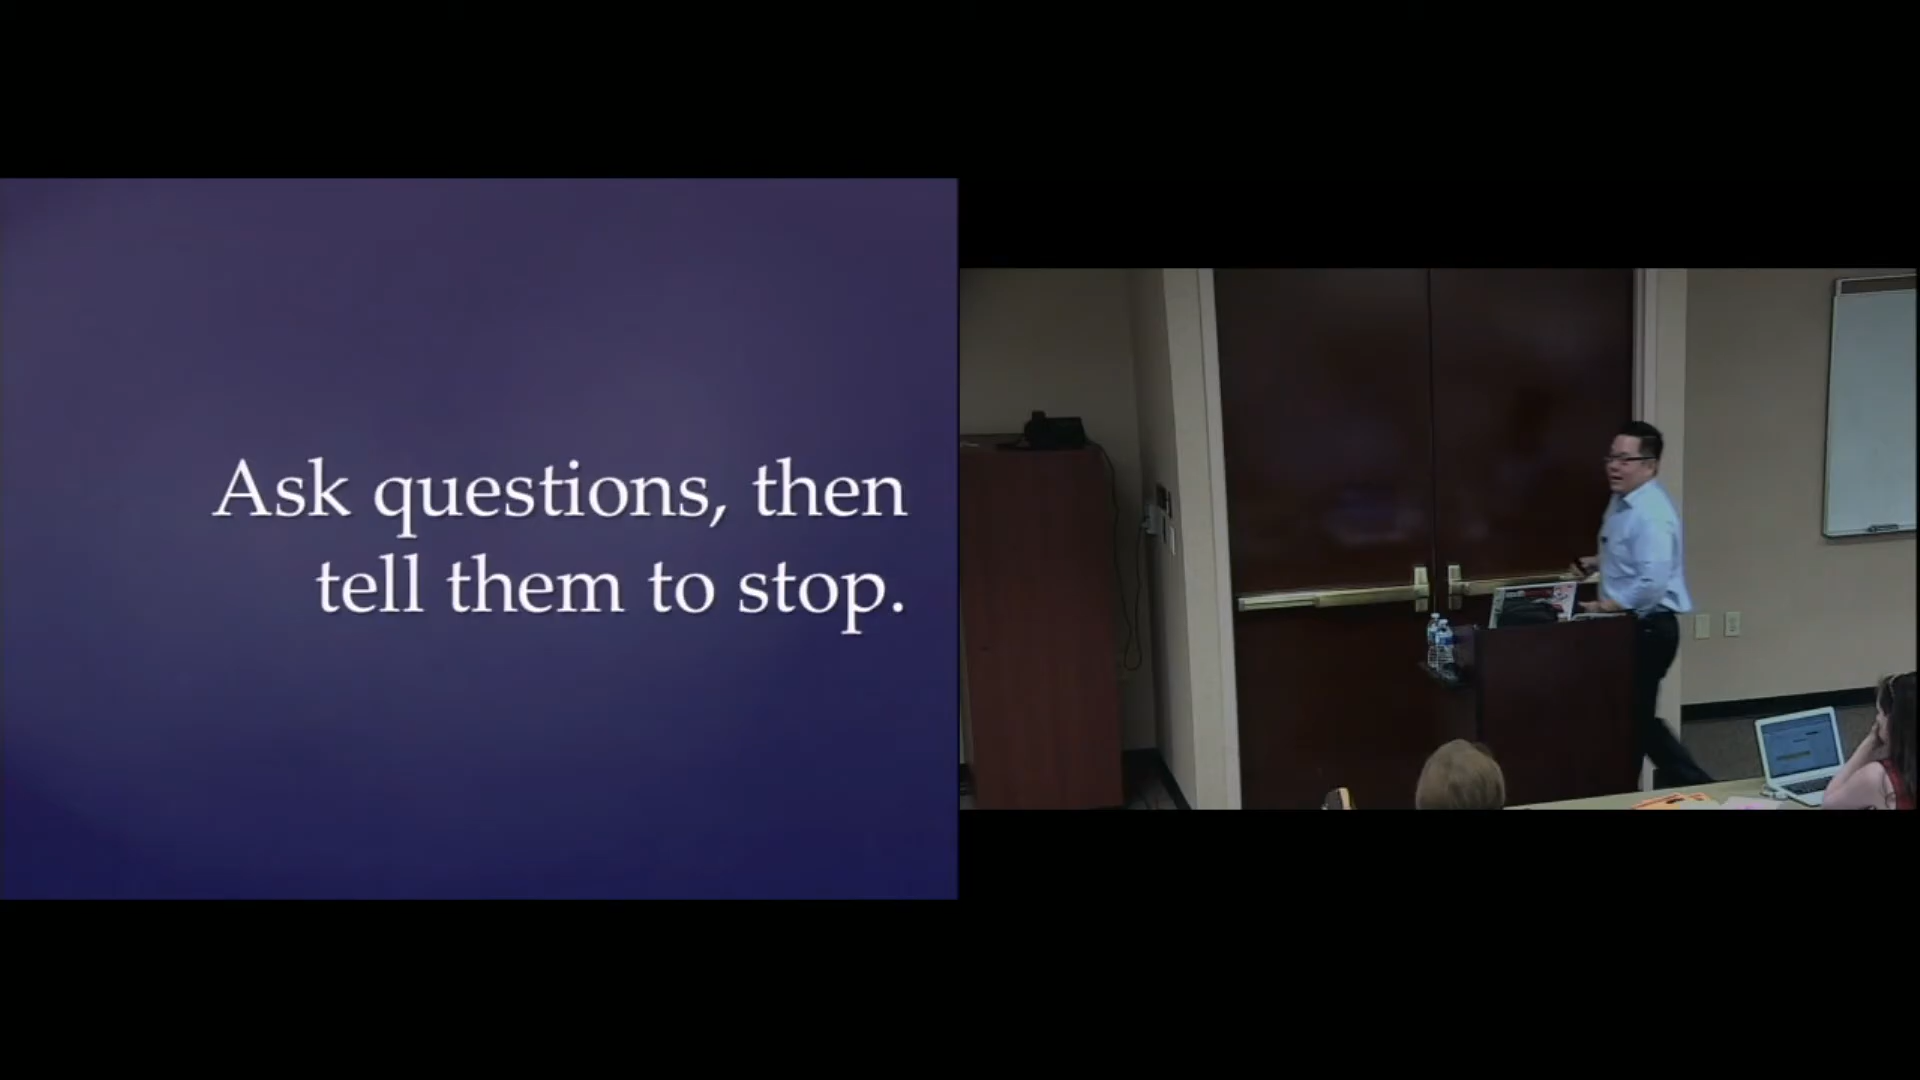 Ask questions, then
tell them to stop.